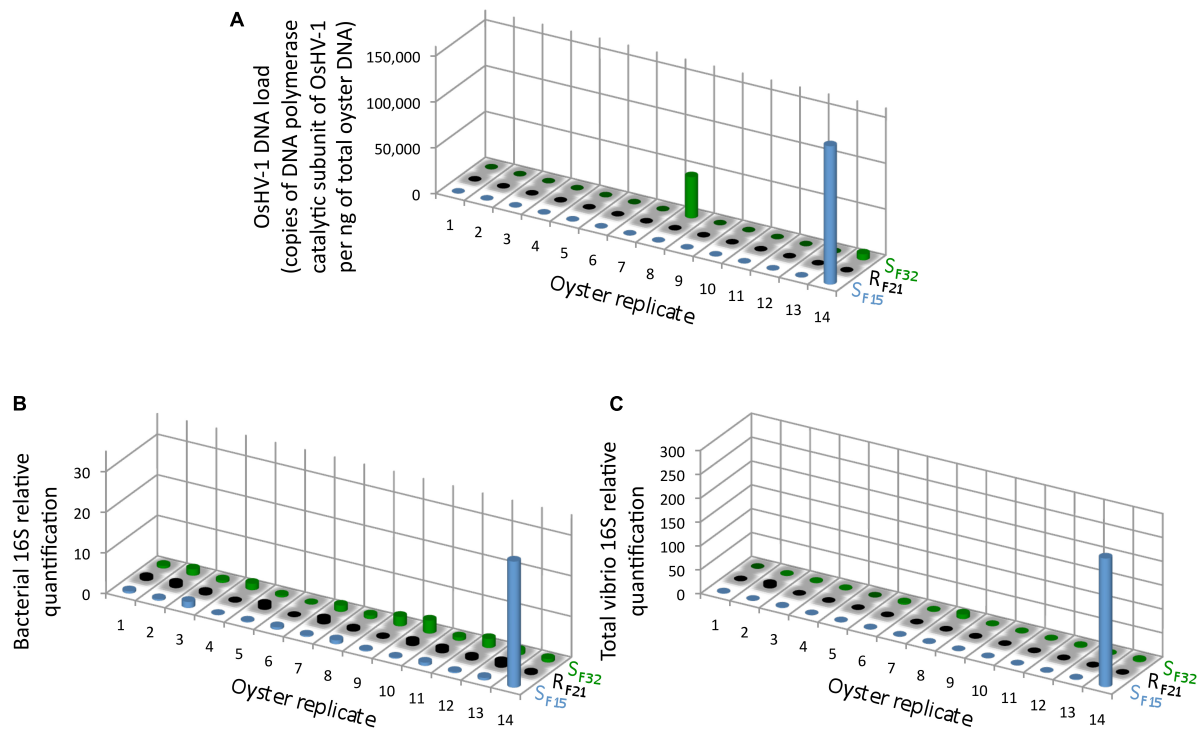 A
OsHV-1 DNA load
(copies of DNA polymerase
catalytic subunit of OsHV-1
per ng of total oyster DNA)
150,000
100,000
50,000
0
1 2 3 4 5 6 7 8 9 10 11 12 13 14
Oyster replicate
SF32
RF21
SF15
B
Bacterial 16S relative
quantification
30
20
10
0
1 2 3 4 5 6 7 8 9 10 11 12 13 14
Oyster replicate
SF32
RF21
SF15
C
Total vibrio 16S relative
quantification
300
250
200
150
100
50
0
1 2 3 4 5 6 7 8 9 10 11 12 13 14
Oyster replicate
SF32
RF21
SF15